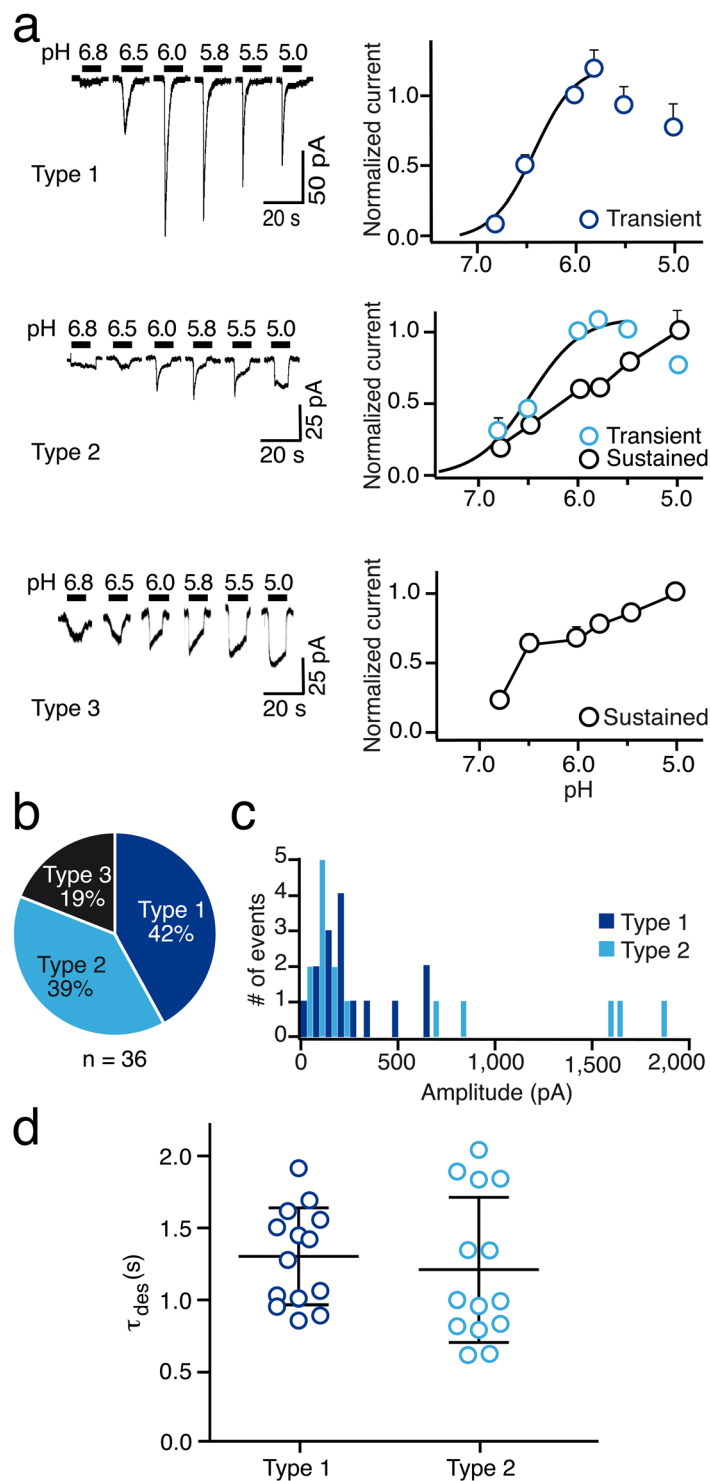 a
pH 6.8 6.5 6.0 5.8 5.5 5.0
Type 1
50 pA
20 s
Normalized current
1.0
0.5
0.0
7.0 6.0 5.0
Transient
pH 6.8 6.5 6.0 5.8 5.5 5.0
Type 2
25 pA
20 s
Normalized current
1.0
0.5
0.0
7.0 6.0 5.0
Transient
Sustained
pH 6.8 6.5 6.0 5.8 5.5 5.0
Type 3
25 pA
20 s
Normalized current
1.0
0.5
0.0
7.0 6.0 5.0
pH
Sustained
b
Type 3
19%
Type 1
42%
Type 2
39%
n = 36
c
# of events
5
4
3
2
1
0
0 500 1,000 1,500 2,000
Amplitude (pA)
Type 1
Type 2
d
τdes(s)
2.0
1.5
1.0
0.5
0.0
Type 1 Type 2